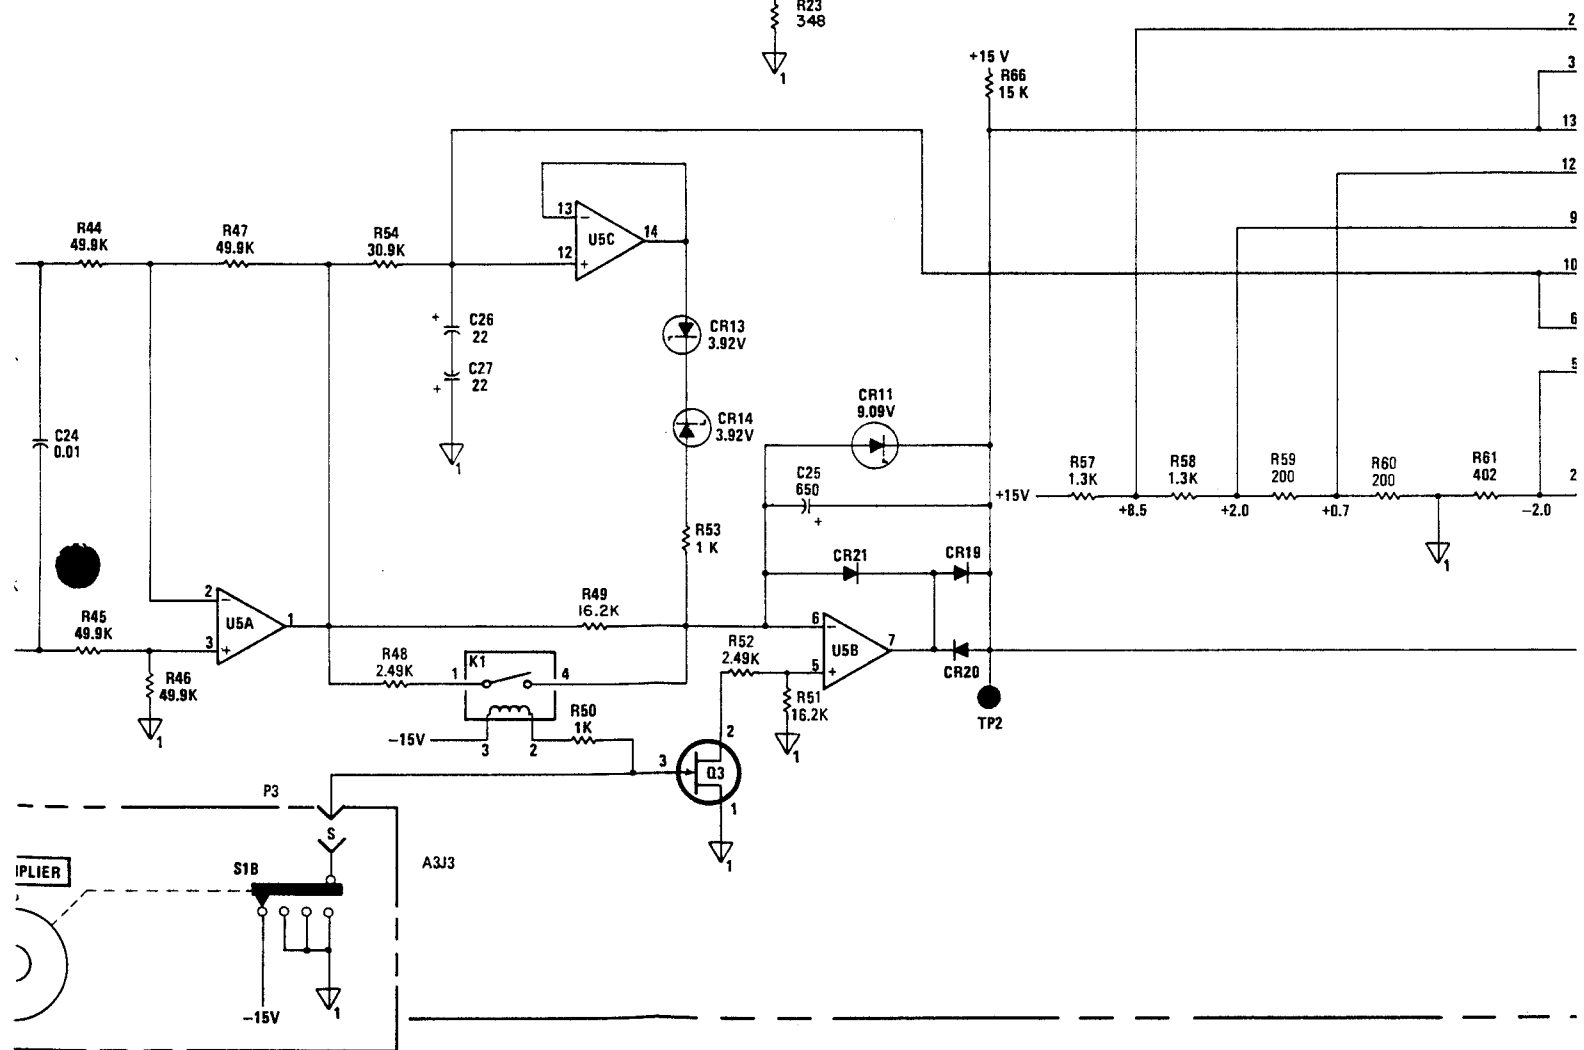 R23
348
2
+15 V
R66
15 K
3
1
13
12
13
R44
49.9K
R47
49.9K
R54
30.9K
12
U5C
14
9
10
+
C26
22
CR13
3.92V
6
C27
22
+
CR14
3.92V
5
CR11
9.09V
C24
0.01
1
C25
650
+
R57
1.3K
R58
1.3K
R59
200
R60
200
R61
402
2
+15V
+8.5
+2.0
+0.7
−2.0
R53
1 K
1
CR21
CR19
R49
16.2K
2
−
U5A
1
3
+
R45
49.9K
6
−
U5B
7
5
+
R52
2.49K
CR20
R48
2.49K
K1
1
4
R46
49.9K
R51
16.2K
TP2
1
R50
1K
−15V
3
2
1
2
3
Q3
1
P3
S
1
A3J3
IPLIER
S1B
−15V
1